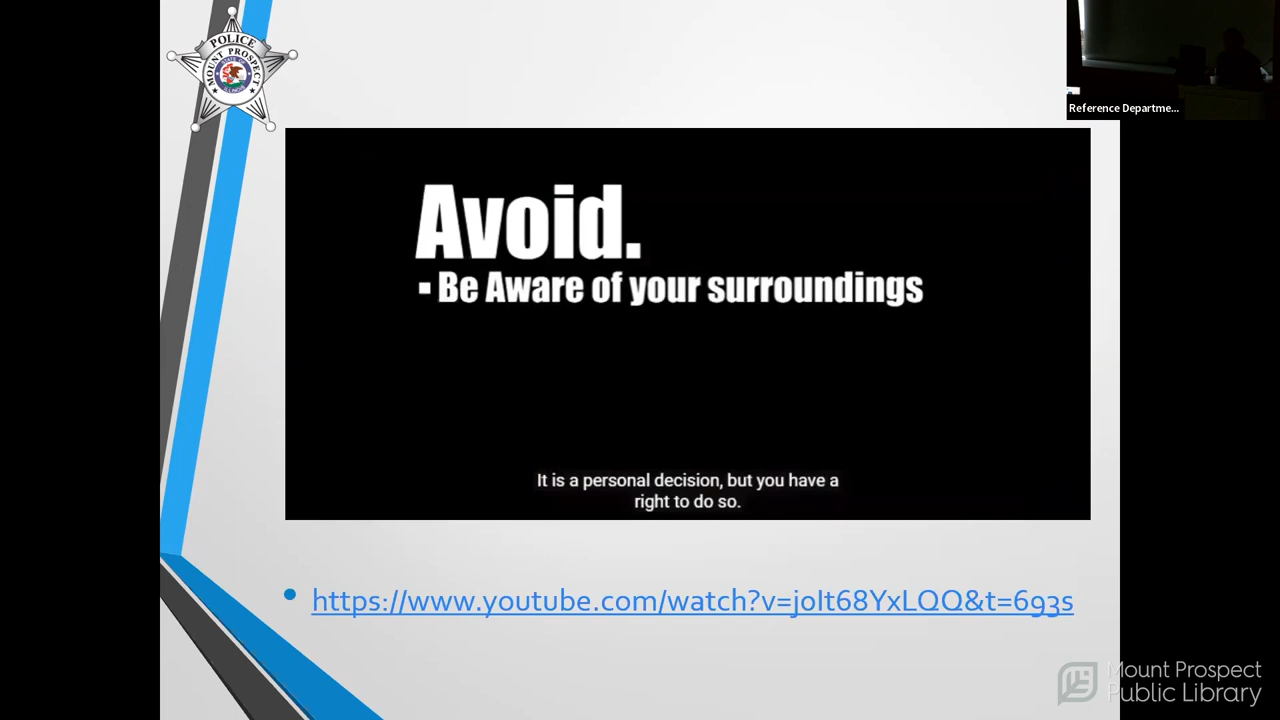 POLICE
MOUNT PROSPECT
Reference Departme...
Avoid.
▪ Be Aware of your surroundings
It is a personal decision, but you have a
right to do so.
• https://www.youtube.com/watch?v=joIt68YxLQQ&t=693s
Mount Prospect
Public Library